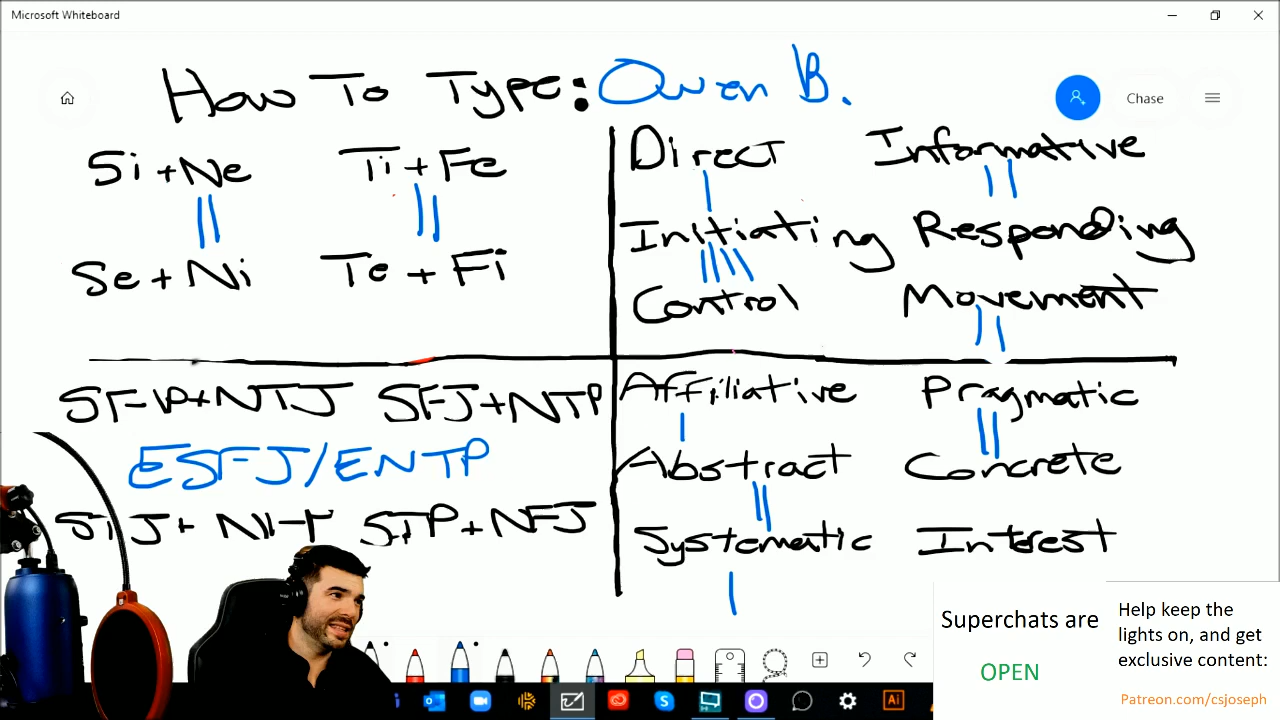 Microsoft Whiteboard
How To Type: Owen B.
Chase
Si + Ne Ti + Fe
Se + Ni Te + Fi
Direct Informative
Initiating Responding
Control Movement
SFP + NTJ SFJ + NTP
ESFJ/ENTP
STJ + NFP STP + NFJ
Affiliative Pragmatic
Abstract Concrete
Systematic Interest
Superchats are
OPEN
Help keep the
lights on, and get
exclusive content:
Patreon.com/csjoseph
Ai